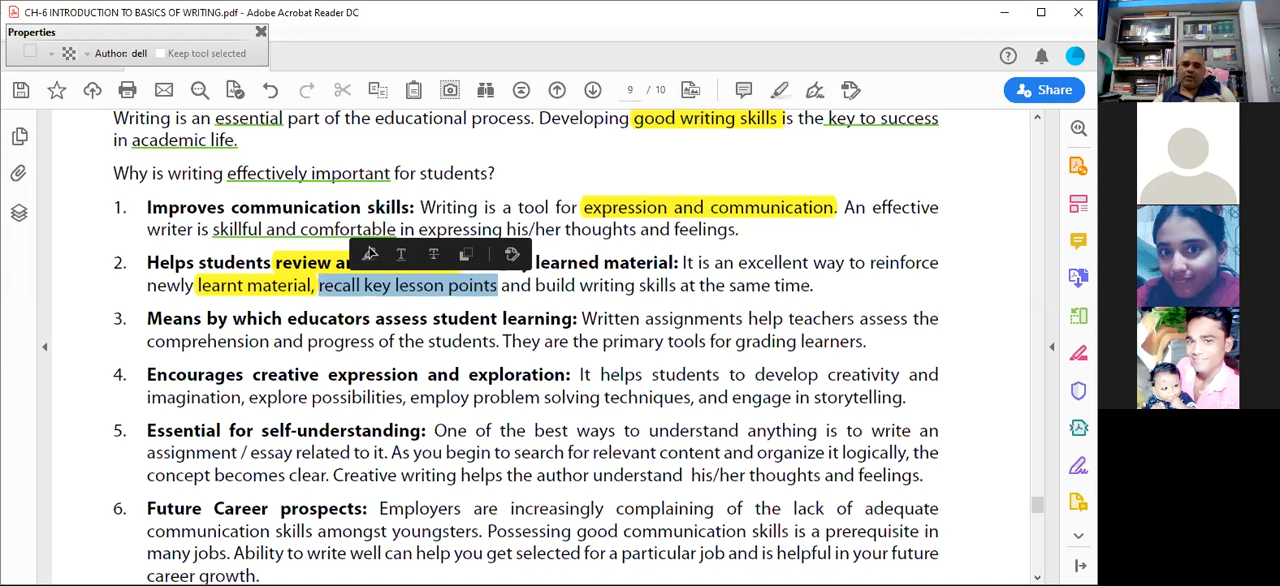 CH-6 INTRODUCTION TO BASICS OF WRITING.pdf - Adobe Acrobat Reader DC
Properties
Author: dell
Keep tool selected
9 / 10
Share
Writing is an essential part of the educational process. Developing good writing skills is the key to success
in academic life.
Why is writing effectively important for students?
1. Improves communication skills: Writing is a tool for expression and communication. An effective
writer is skillful and comfortable in expressing his/her thoughts and feelings.
2. Helps students review learned material: It is an excellent way to reinforce
newly learnt material, recall key lesson points and build writing skills at the same time.
3. Means by which educators assess student learning: Written assignments help teachers assess the
comprehension and progress of the students. They are the primary tools for grading learners.
4. Encourages creative expression and exploration: It helps students to develop creativity and
imagination, explore possibilities, employ problem solving techniques, and engage in storytelling.
5. Essential for self-understanding: One of the best ways to understand anything is to write an
assignment / essay related to it. As you begin to search for relevant content and organize it logically, the
concept becomes clear. Creative writing helps the author understand his/her thoughts and feelings.
6. Future Career prospects: Employers are increasingly complaining of the lack of adequate
communication skills amongst youngsters. Possessing good communication skills is a prerequisite in
many jobs. Ability to write well can help you get selected for a particular job and is helpful in your future
career growth.